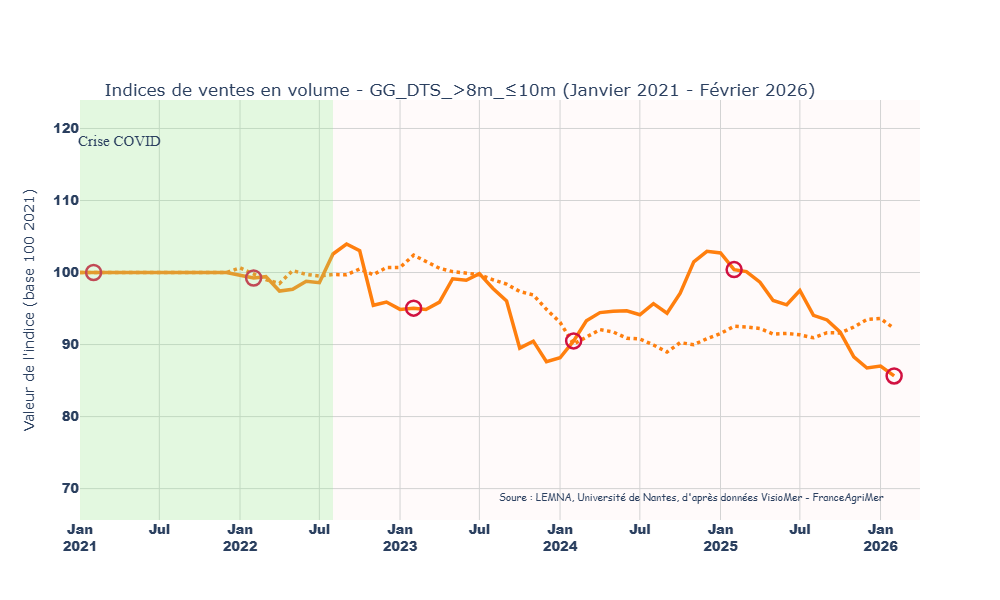 Indices de ventes en volume - GG_DTS_>8m_≤10m (Janvier 2021 - Février 2026)
Valeur de l'Indice (base 100 2021)
120
Crise COVID
110
100
90
80
70
Soure : LEMNA, Université de Nantes, d'après données VisioMer - FranceAgriMer
Jan Jul Jan Jul Jan Jul Jan Jul Jan Jul Jan
2021 2022 2023 2024 2025 2026